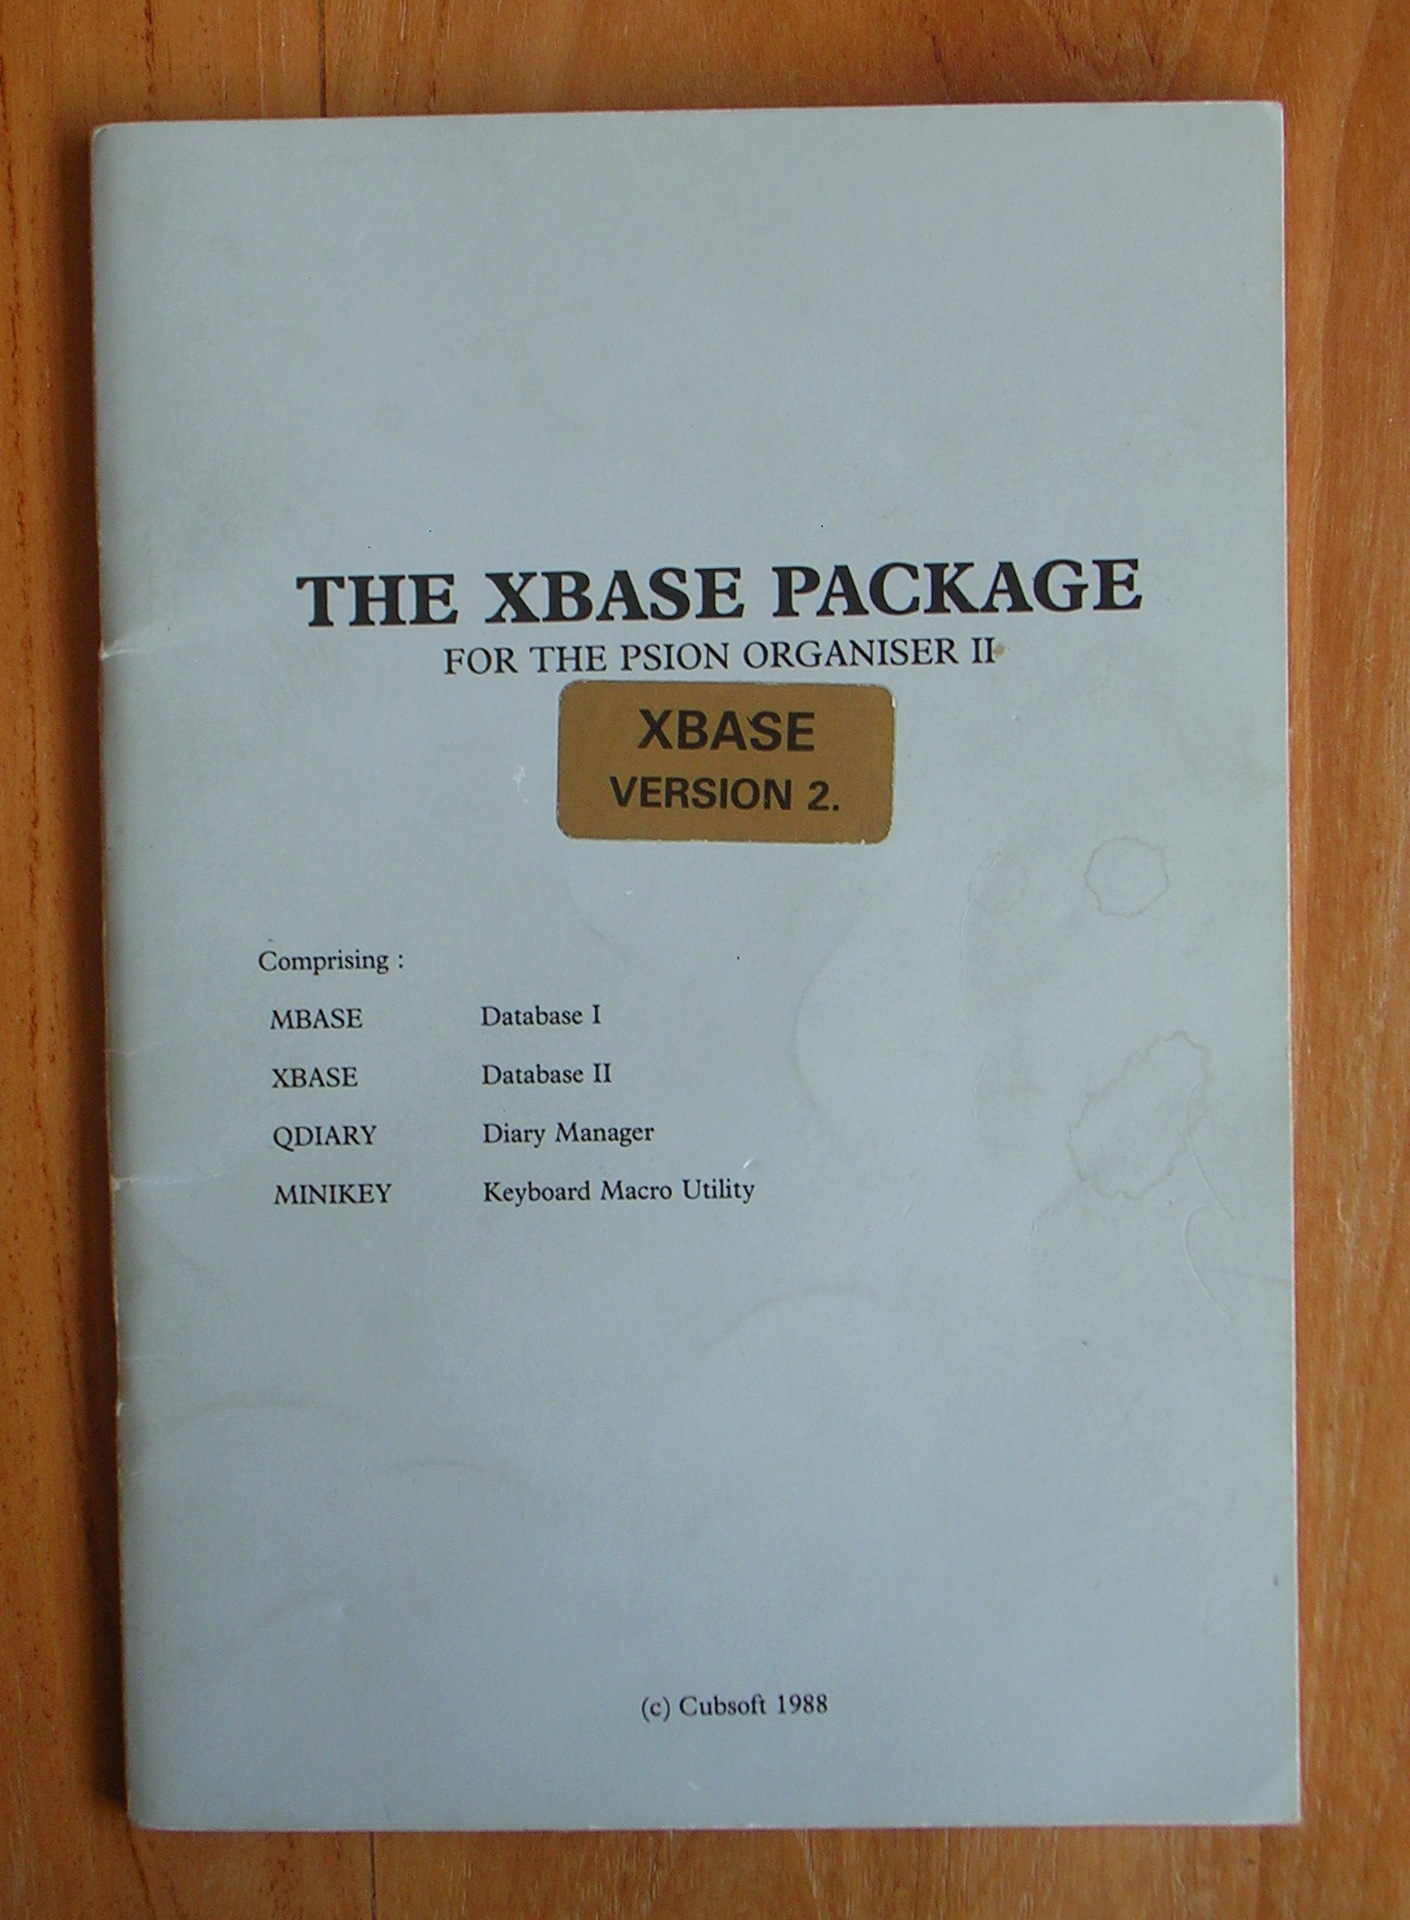 THE XBASE PACKAGE
FOR THE PSION ORGANISER II
XBASE
VERSION 2.
Comprising :
MBASE Database I
XBASE Database II
QDIARY Diary Manager
MINIKEY Keyboard Macro Utility
(c) Cubsoft 1988